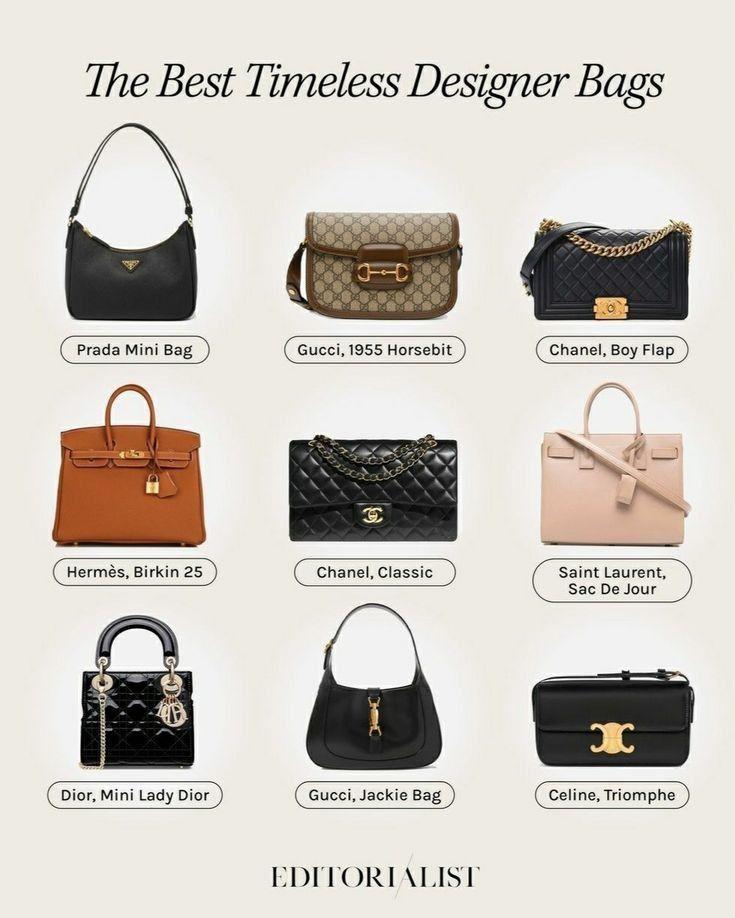 The Best Timeless Designer Bags
Prada Mini Bag
Gucci, 1955 Horsebit
Chanel, Boy Flap
Hermès, Birkin 25
Chanel, Classic
Saint Laurent,
Sac De Jour
Dior, Mini Lady Dior
Gucci, Jackie Bag
Celine, Triomphe
EDITORIALIST